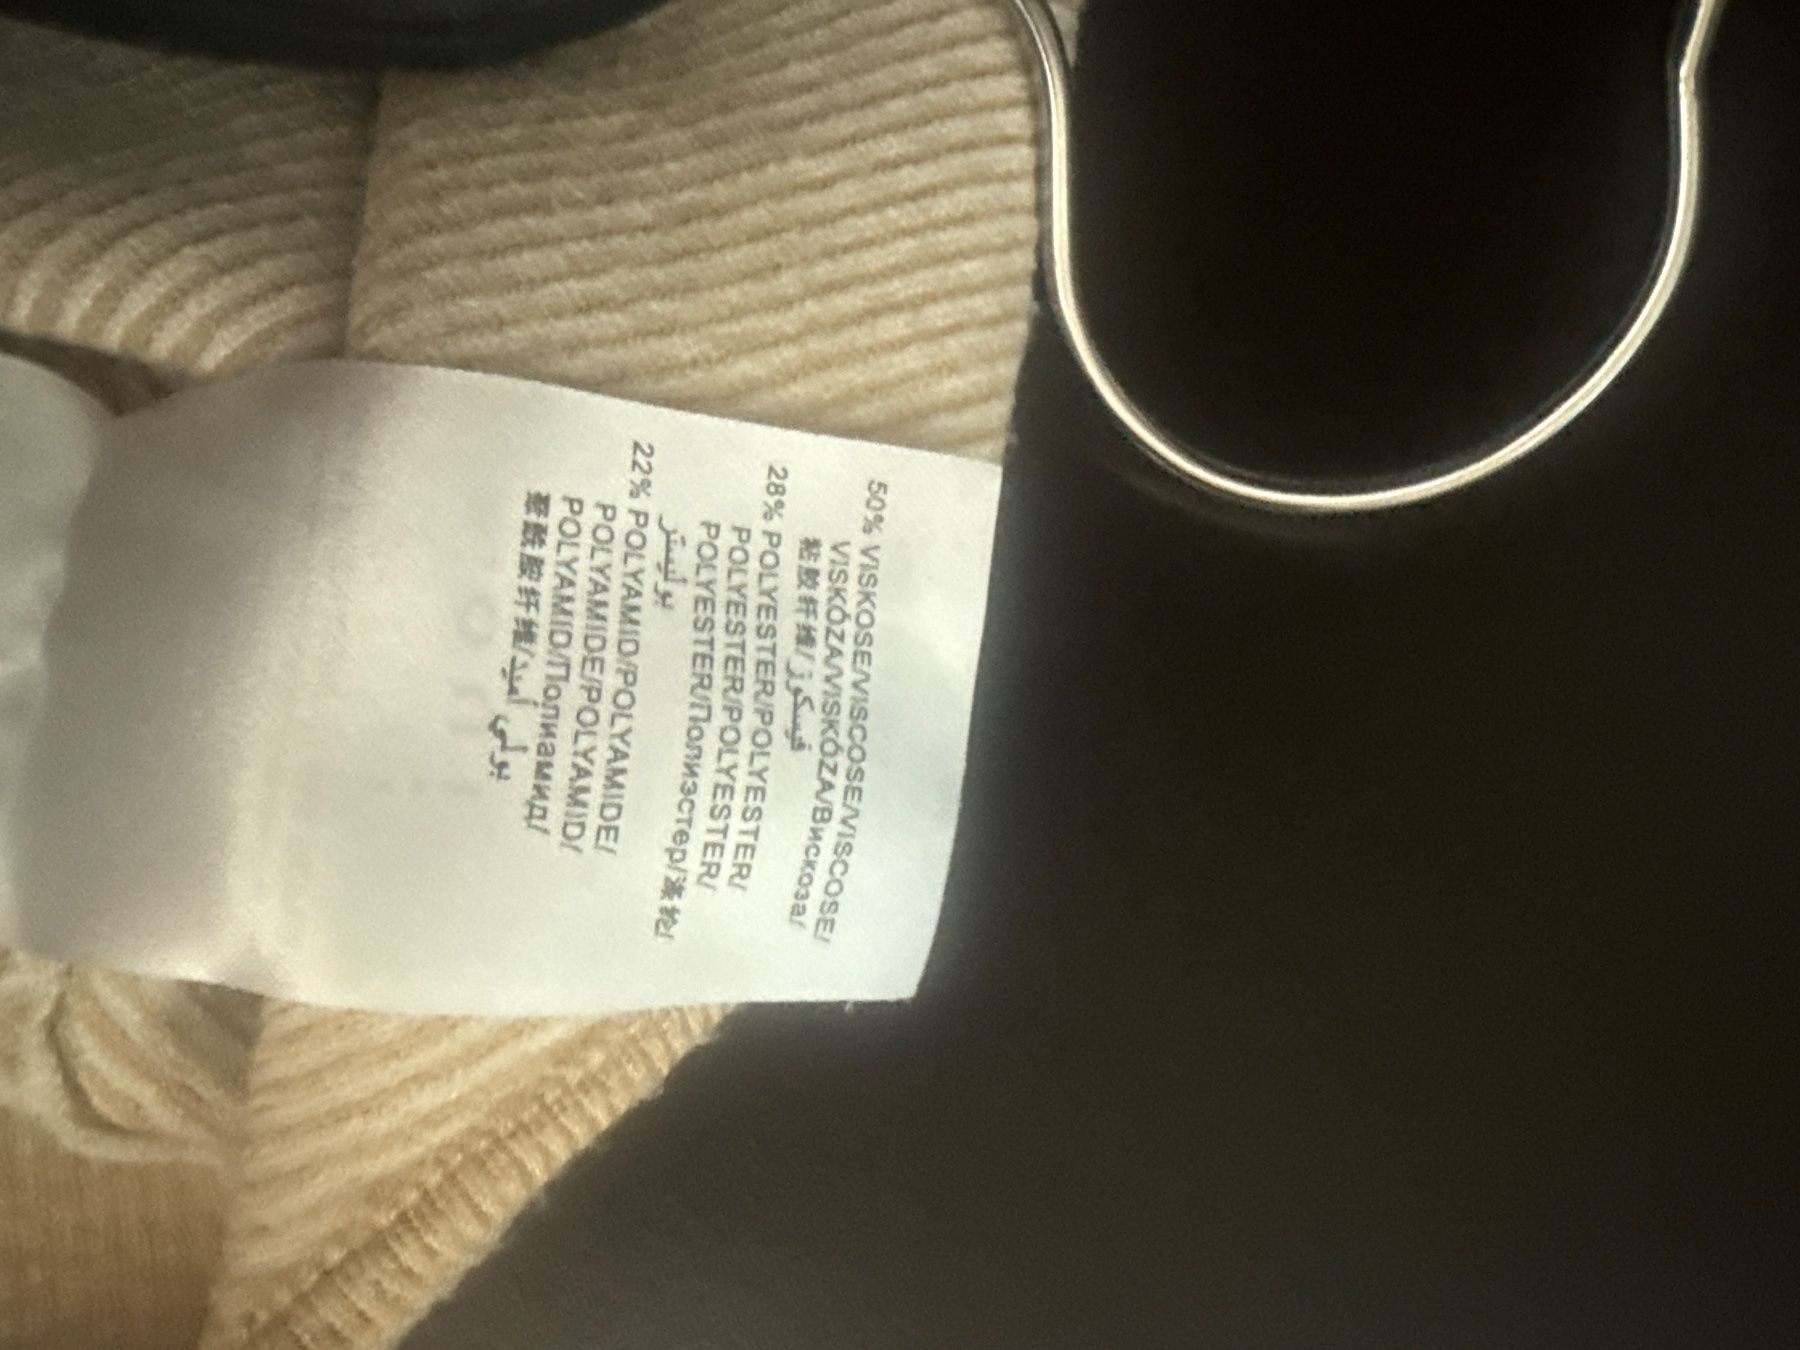 50% VISKOSE/VISCOSE/VISCOSE/
VISKÓZA/VISKÓZA/Вискоза/
粘胶纤维/فيسكوز
28% POLYESTER/POLYESTER/
POLYESTER/POLYESTER/
POLYESTER/Полиэстер/涤纶/
بوليستر
22% POLYAMID/POLYAMIDE/
POLYAMIDE/POLYAMID/
POLYAMID/Полиамид/
聚酰胺纤维/بولي أميد